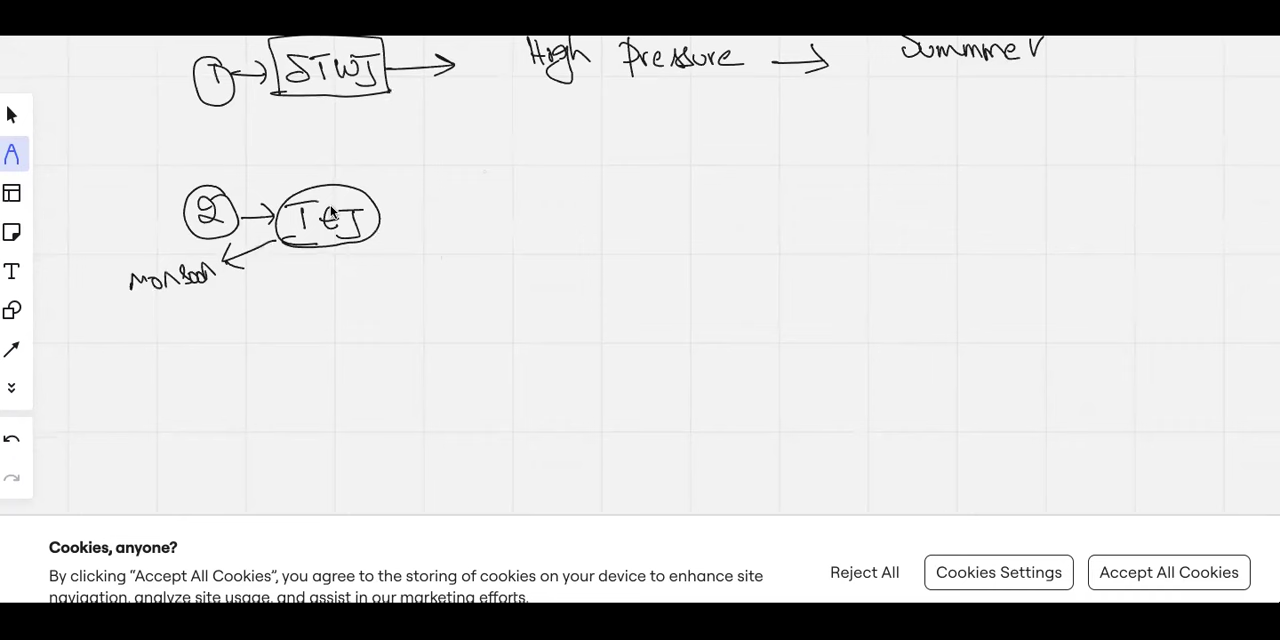 1 → STWJ → High Pressure → Summer
2 → TEJ
Monsoon
Cookies, anyone?
By clicking “Accept All Cookies”, you agree to the storing of cookies on your device to enhance site
navigation, analyze site usage, and assist in our marketing efforts.
Reject All
Cookies Settings
Accept All Cookies